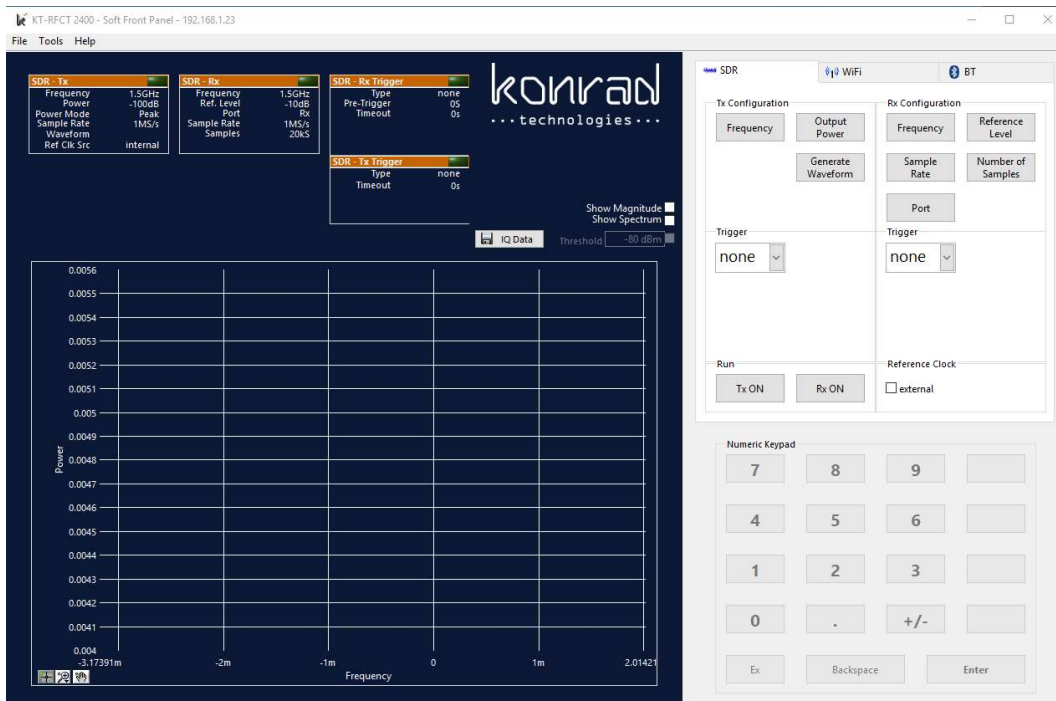 KT-RFCT 2400 - Soft Front Panel - 192.168.1.23
File Tools Help
SDR - Tx
Frequency 1.5GHz
Power -100dB
Power Mode Peak
Sample Rate 1MS/s
Waveform
Ref Clk Src internal
SDR - Rx
Frequency 1.5GHz
Ref. Level -10dB
Port Rx
Sample Rate 1MS/s
Samples 20kS
SDR - Rx Trigger
Type none
Pre-Trigger 0S
Timeout 0s
SDR - Tx Trigger
Type none
Timeout 0s
konrad
···technologies···
Show Magnitude
Show Spectrum
IQ Data
Threshold -80 dBm
0.0056
0.0055
0.0054
0.0053
0.0052
0.0051
0.005
0.0049
0.0048
0.0047
0.0046
0.0045
0.0044
0.0043
0.0042
0.0041
0.004
Power
-3.17391m -2m -1m 0 1m 2.01421
Frequency
SDR WiFi BT
Tx Configuration
Frequency
Output Power
Generate Waveform
Rx Configuration
Frequency
Reference Level
Sample Rate
Number of Samples
Port
Trigger
none
Trigger
none
Run
Tx ON
Rx ON
Reference Clock
external
Numeric Keypad
7 8 9
4 5 6
1 2 3
0 . +/-
Ex Backspace Enter